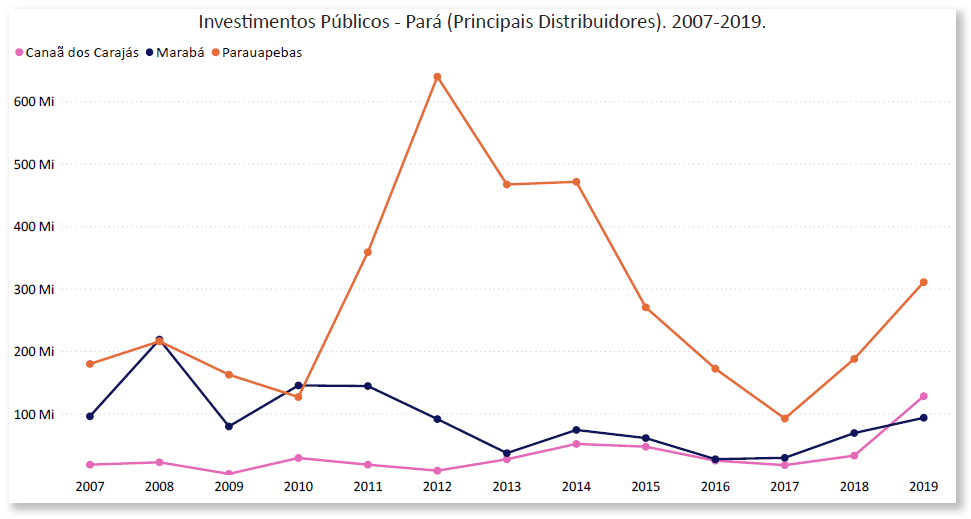 Investimentos Públicos - Pará (Principais Distribuidores). 2007-2019.
Canaã dos Carajás Marabá Parauapebas
600 Mi
500 Mi
400 Mi
300 Mi
200 Mi
100 Mi
2007 2008 2009 2010 2011 2012 2013 2014 2015 2016 2017 2018 2019